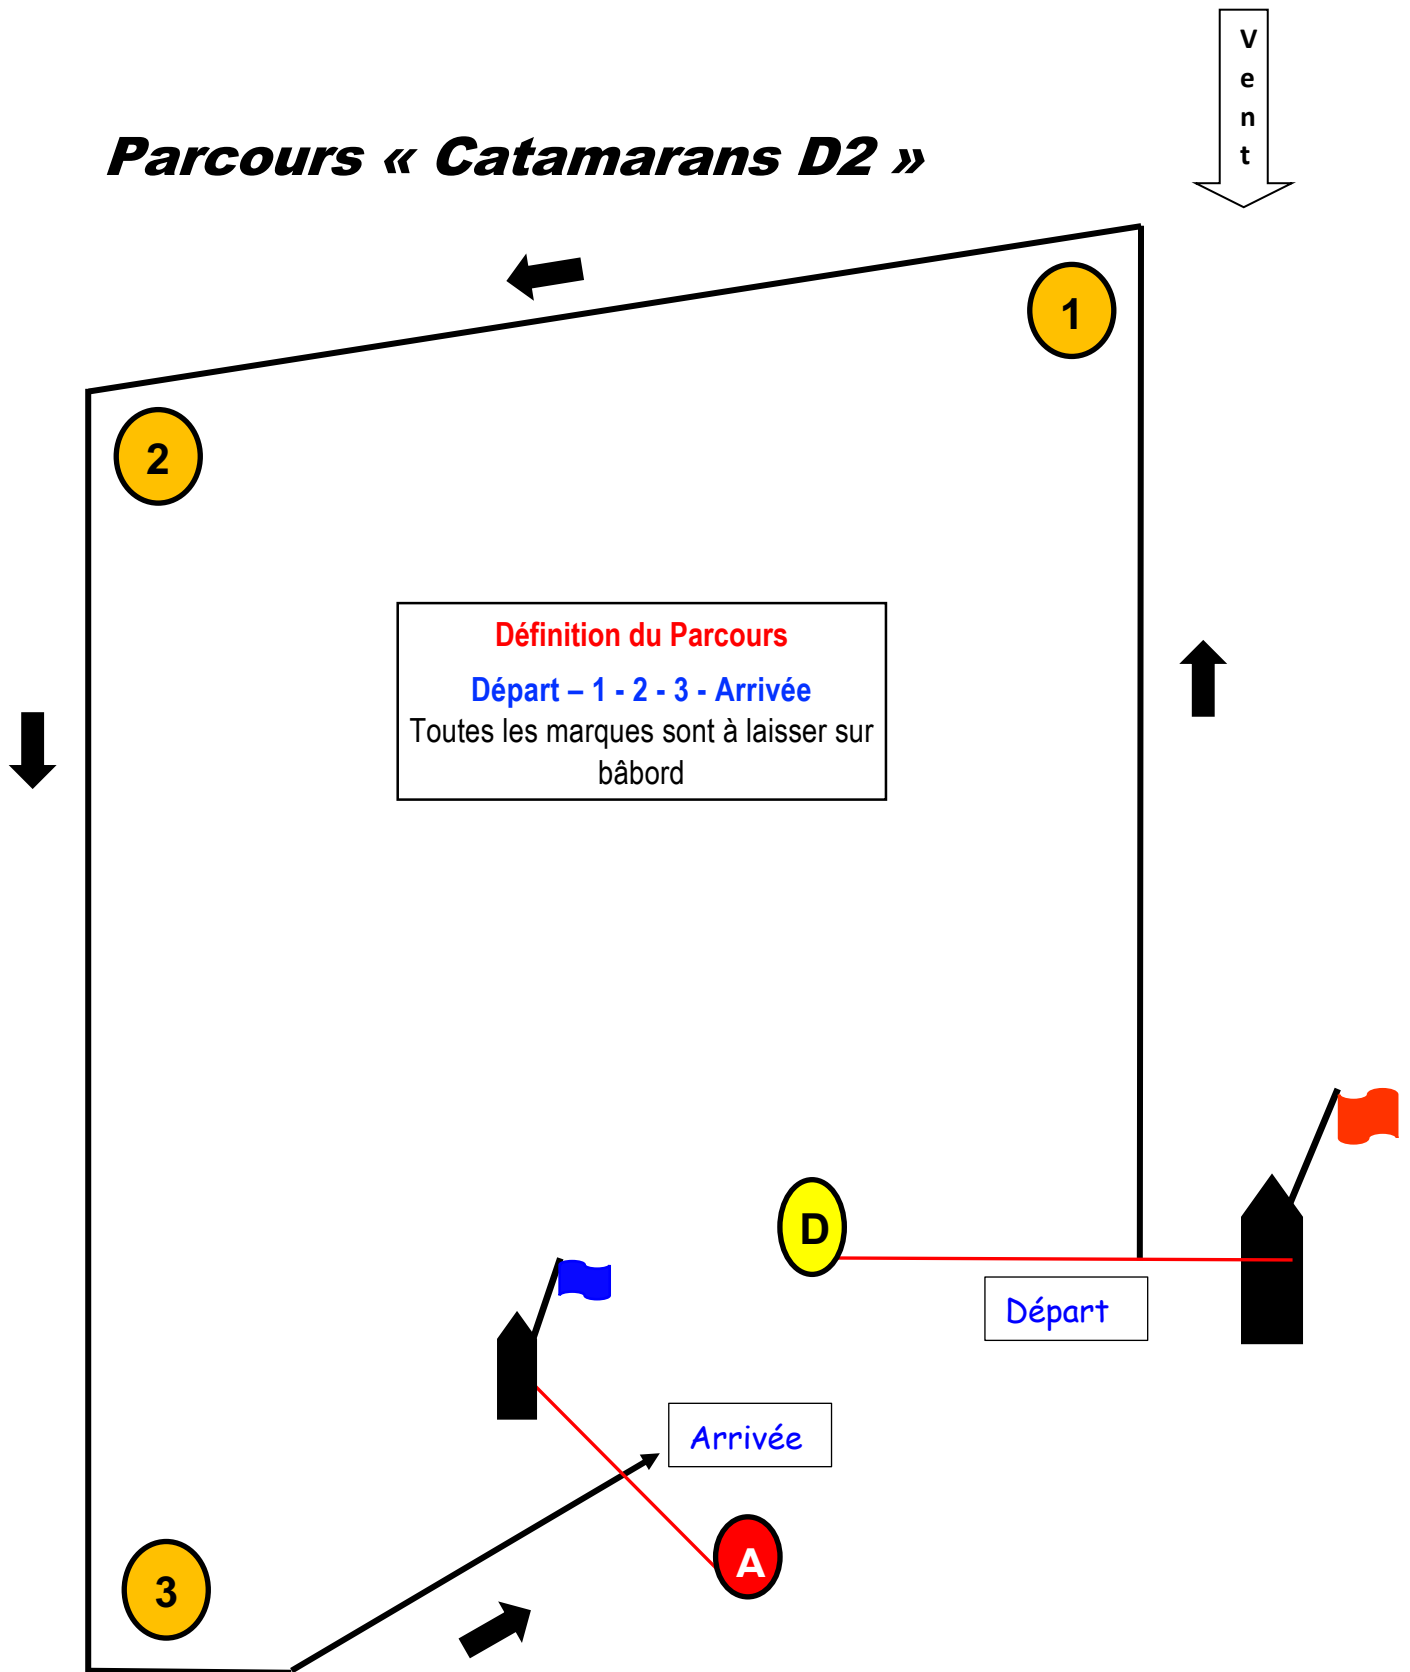 Vent
Parcours « Catamarans D2 »
1
2
Définition du Parcours
Départ – 1 - 2 - 3 - Arrivée
Toutes les marques sont à laisser sur
bâbord
D
Départ
Arrivée
A
3